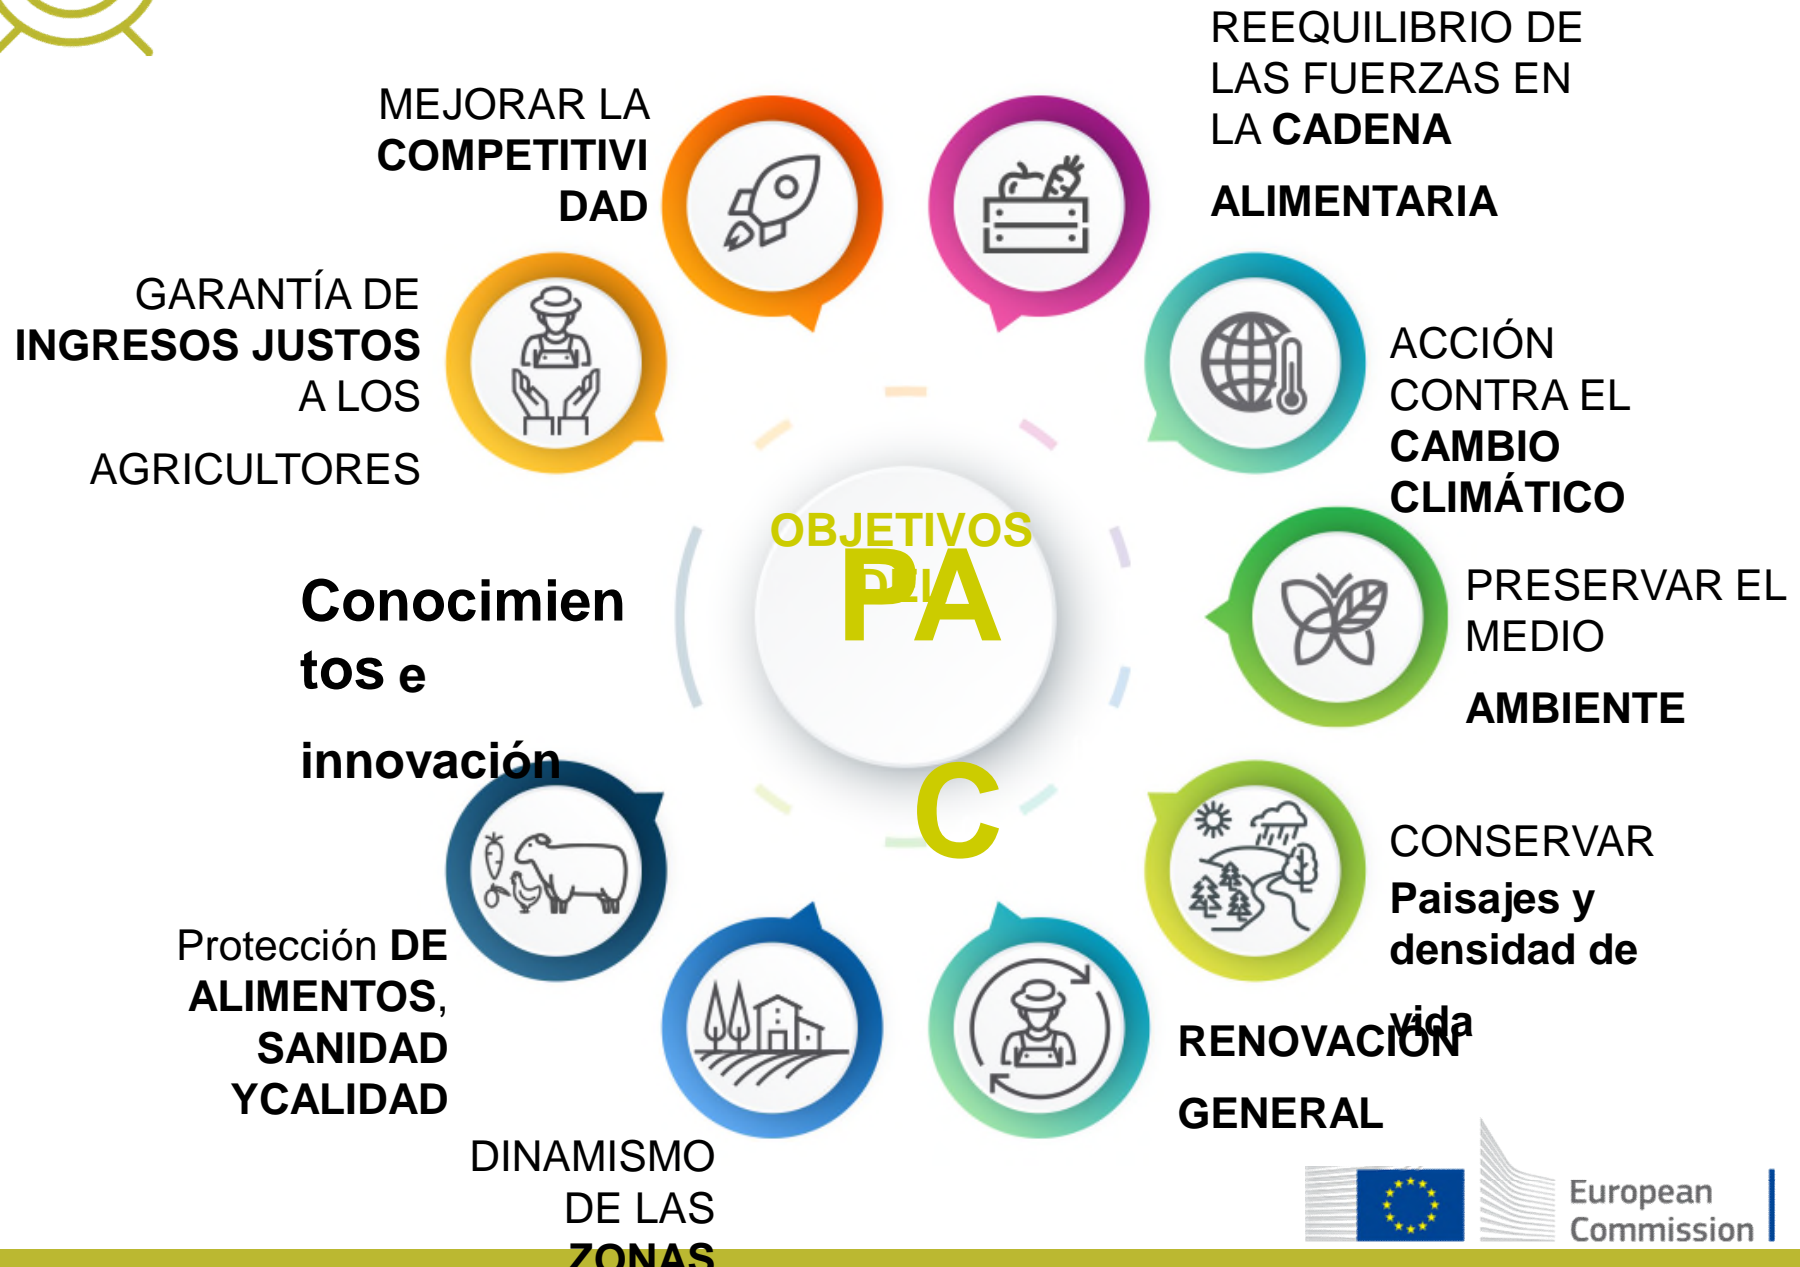 REEQUILIBRIO DE
LAS FUERZAS EN
LA CADENA
ALIMENTARIA
MEJORAR LA
COMPETITIVI
DAD
GARANTÍA DE
INGRESOS JUSTOS
A LOS
AGRICULTORES
ACCIÓN
CONTRA EL
CAMBIO
CLIMÁTICO
OBJETIVOS
DEL
PA
C
Conocimien
tos e
innovación
PRESERVAR EL
MEDIO
AMBIENTE
CONSERVAR
Paisajes y
densidad de
vida
Protección DE
ALIMENTOS,
SANIDAD
YCALIDAD
RENOVACIÓN
GENERAL
DINAMISMO
DE LAS
ZONAS
European
Commission